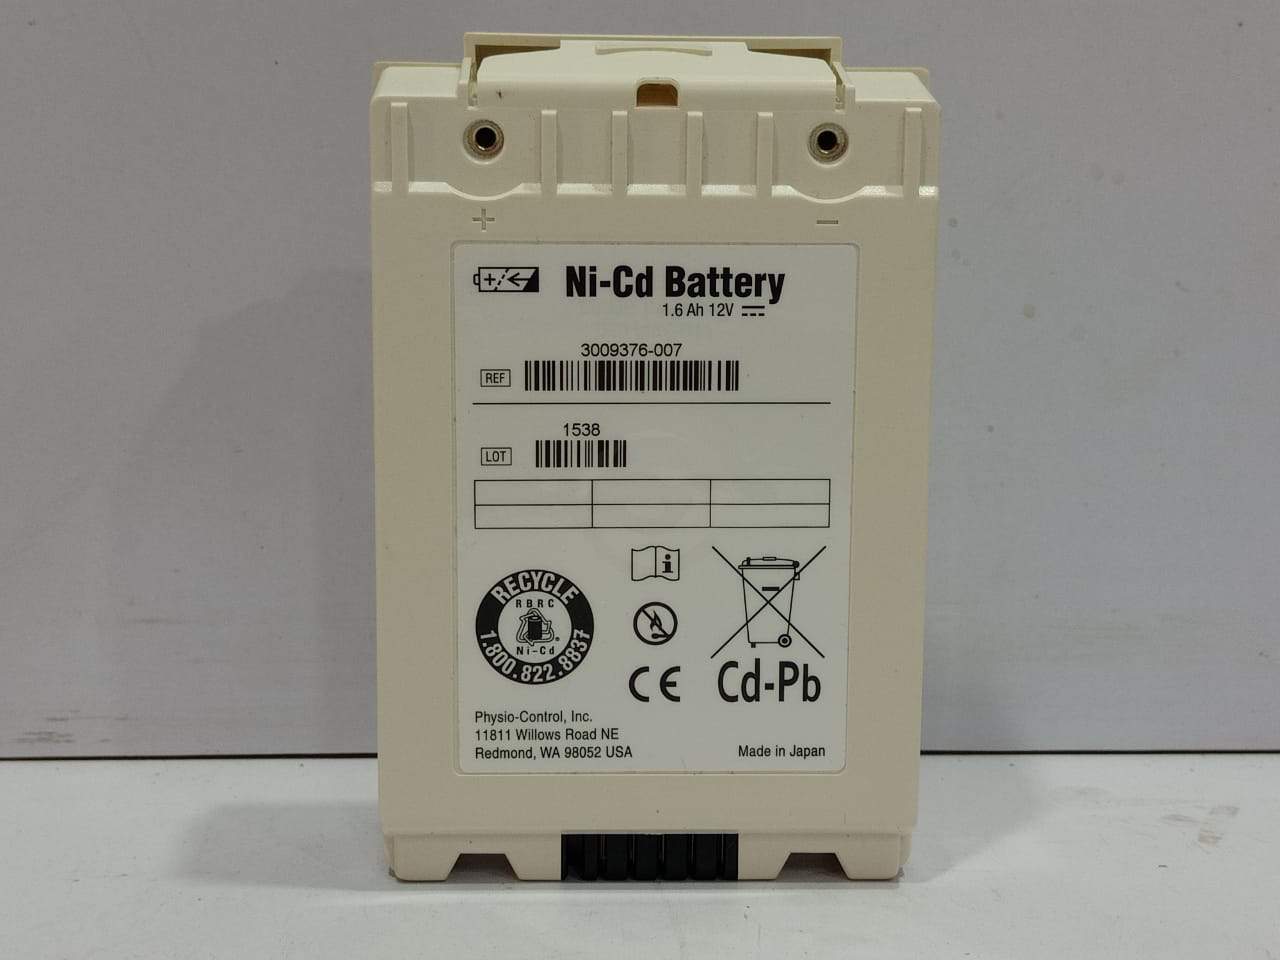 + −
Ni-Cd Battery
1.6 Ah 12V
3009376-007
REF
1538
LOT
RECYCLE
RBRC
Ni-Cd
1.800.822.8837
i
CE
Cd-Pb
Physio-Control, Inc.
11811 Willows Road NE
Redmond, WA 98052 USA
Made in Japan